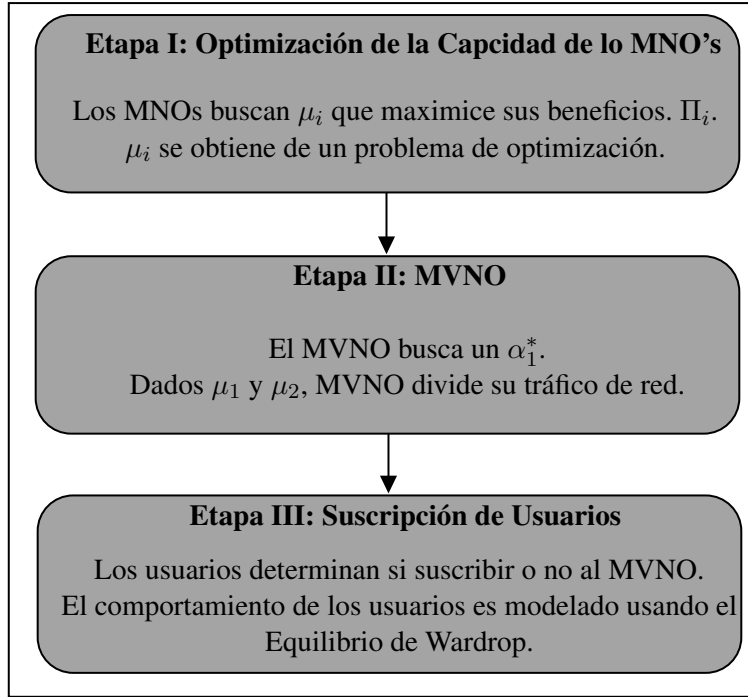 Etapa I: Optimización de la Capcidad de lo MNO's
Los MNOs buscan μ_i que maximice sus beneficios. Π_i.
μ_i se obtiene de un problema de optimización.
Etapa II: MVNO
El MVNO busca un α₁*.
Dados μ₁ y μ₂, MVNO divide su tráfico de red.
Etapa III: Suscripción de Usuarios
Los usuarios determinan si suscribir o no al MVNO.
El comportamiento de los usuarios es modelado usando el
Equilibrio de Wardrop.